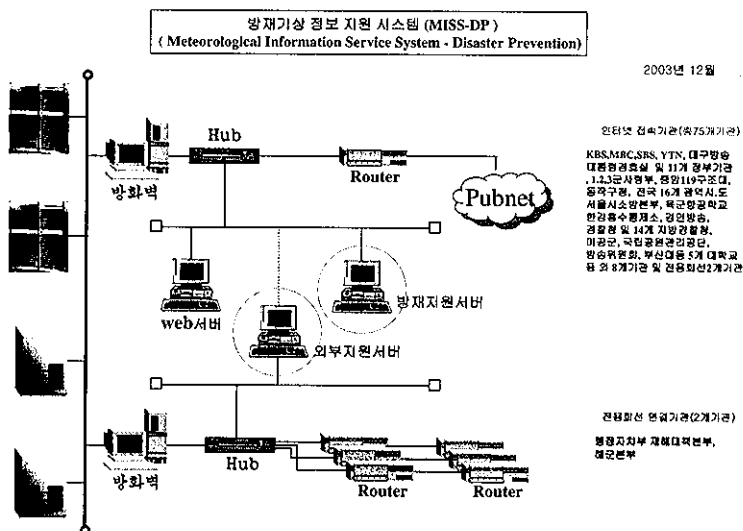 방재기상 정보 지원 시스템 (MISS-DP )
( Meteorological Information Service System - Disaster Prevention)
2003년 12월
인터넷 접속기관(총75개기관)
KBS,MBC,SBS, YTN, 대구방송
대통령경호실 및 11개 정부기관
, 1.2.3군사령부, 중앙119구조대,
동작구청, 전국 16개 광역시.도
서울시소방본부, 육군항공학교
한강홍수통제소, 경인방송,
경찰청 및 14개 지방경찰청,
미공군, 국립공원관리공단,
방송위원회, 부산대등 5개 대학교
등 외 8개기관 및 전용회선2개기관
Hub
Router
방화벽
Pubnet
web서버
방재지원서버
외부지원서버
전용회선 연결기관(2개기관)
행정자치부 재해대책본부,
해군본부
방화벽
Hub
Router
Router